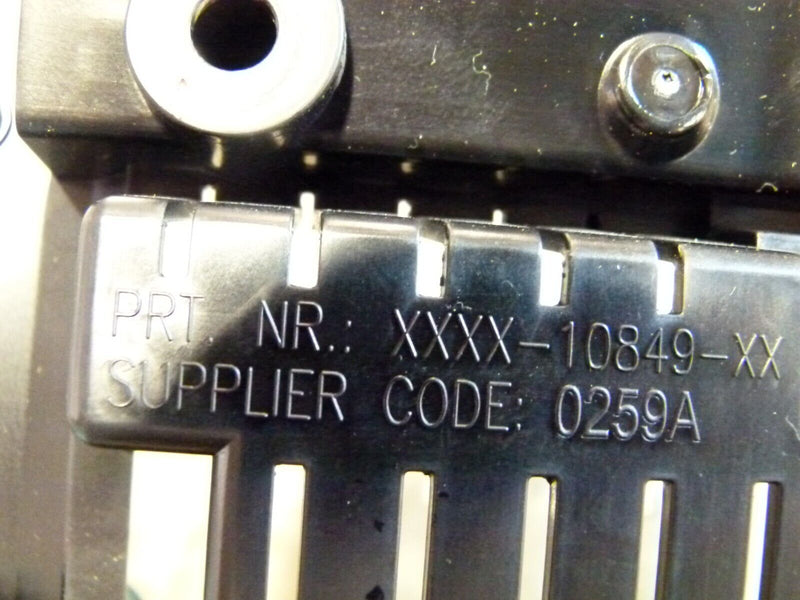 PRT. NR.: XXXX-10849-XX
SUPPLIER CODE: 0259A